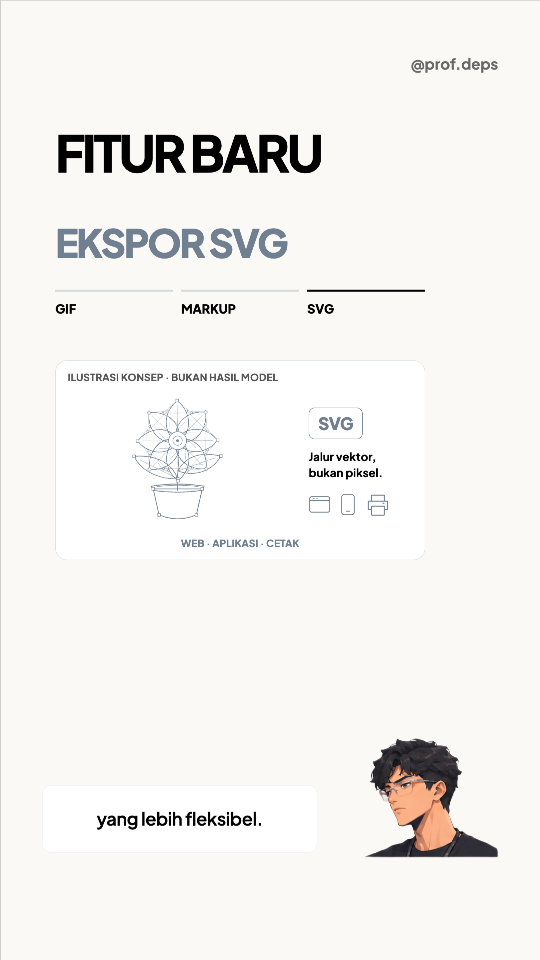 @prof.deps
FITUR BARU
EKSPOR SVG
GIF
MARKUP
SVG
ILUSTRASI KONSEP · BUKAN HASIL MODEL
SVG
Jalur vektor,
bukan piksel.
WEB · APLIKASI · CETAK
yang lebih fleksibel.